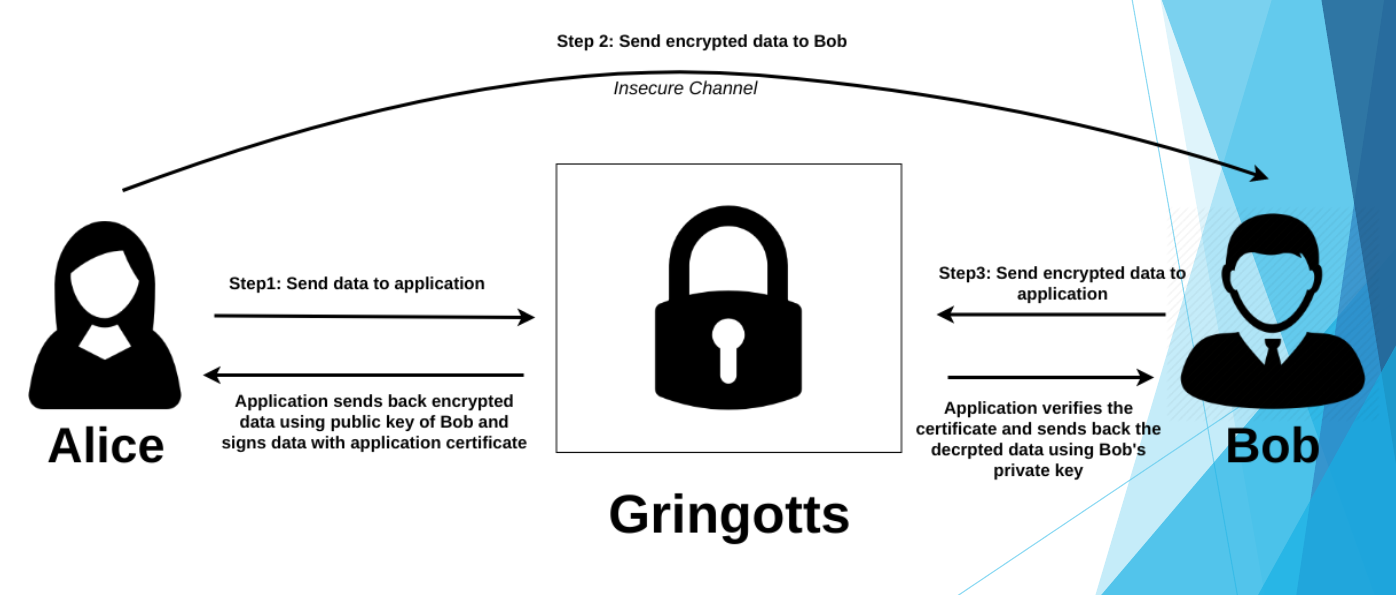 Step 2: Send encrypted data to Bob
Insecure Channel
Step1: Send data to application
Application sends back encrypted
data using public key of Bob and
signs data with application certificate
Alice
Gringotts
Step3: Send encrypted data to
application
Application verifies the
certificate and sends back the
decrpted data using Bob's
private key
Bob